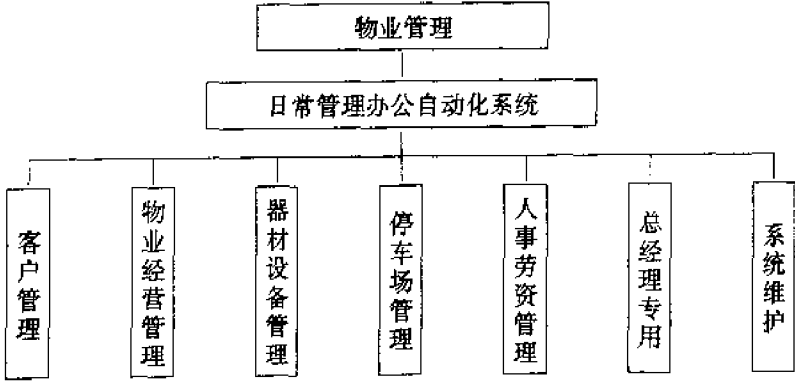 物业管理
日常管理办公自动化系统
客户管理
物业经营管理
器材设备管理
停车场管理
人事劳资管理
总经理专用
系统维护